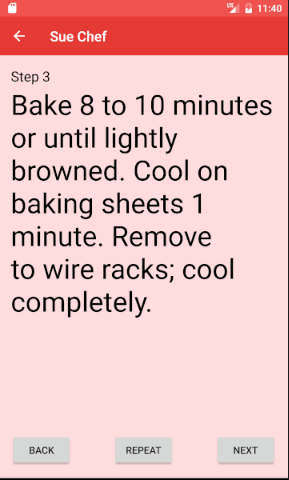 11:40
Sue Chef
Step 3
Bake 8 to 10 minutes
or until lightly
browned. Cool on
baking sheets 1
minute. Remove
to wire racks; cool
completely.
BACK REPEAT NEXT